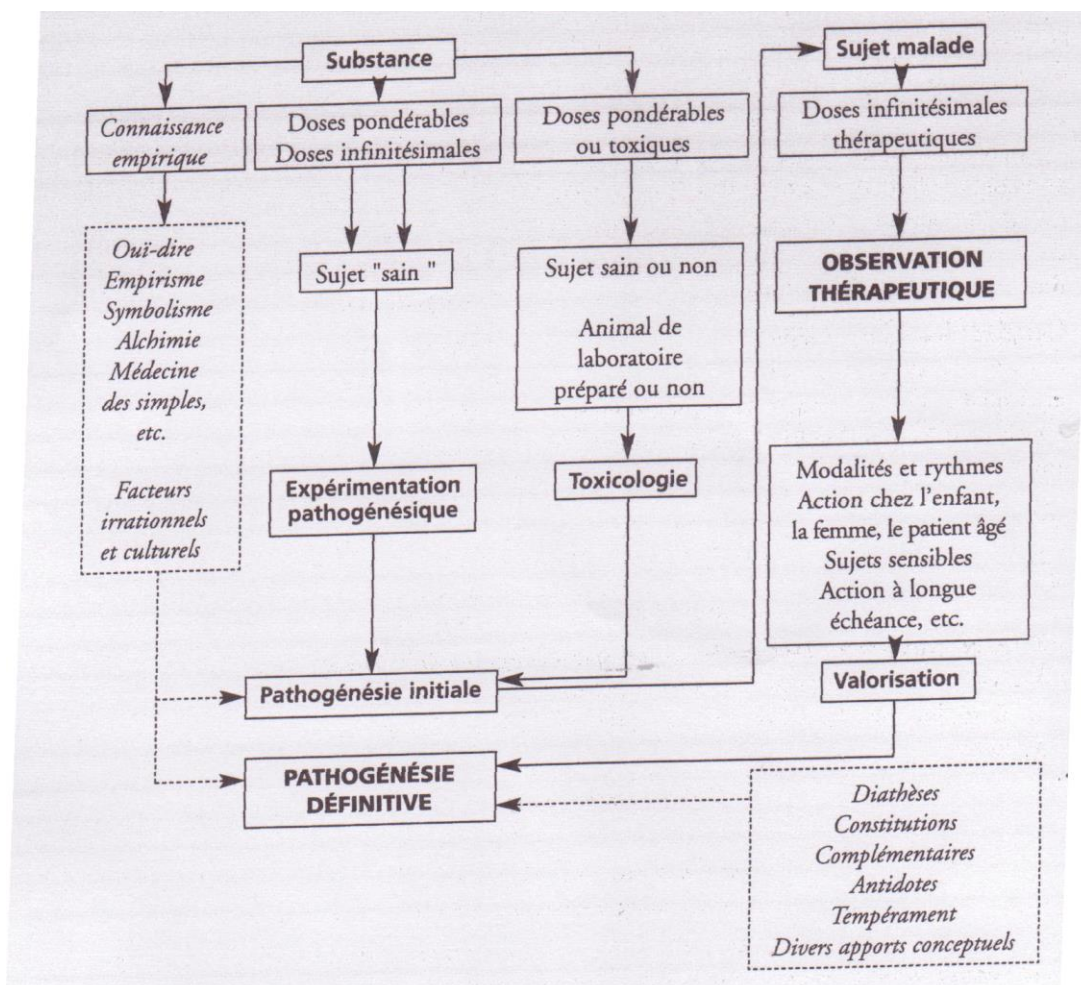 Substance
Sujet malade
Connaissance
empirique
Doses pondérables
Doses infinitésimales
Doses pondérables
ou toxiques
Doses infinitésimales
thérapeutiques
Ouï-dire
Empirisme
Symbolisme
Alchimie
Médecine
des simples,
etc.
Facteurs
irrationnels
et culturels
Sujet "sain "
Sujet sain ou non
Animal de
laboratoire
préparé ou non
OBSERVATION
THÉRAPEUTIQUE
Expérimentation
pathogénésique
Toxicologie
Modalités et rythmes
Action chez l'enfant,
la femme, le patient âgé
Sujets sensibles
Action à longue
échéance, etc.
Pathogénésie initiale
Valorisation
PATHOGÉNÉSIE
DÉFINITIVE
Diathèses
Constitutions
Complémentaires
Antidotes
Tempérament
Divers apports conceptuels